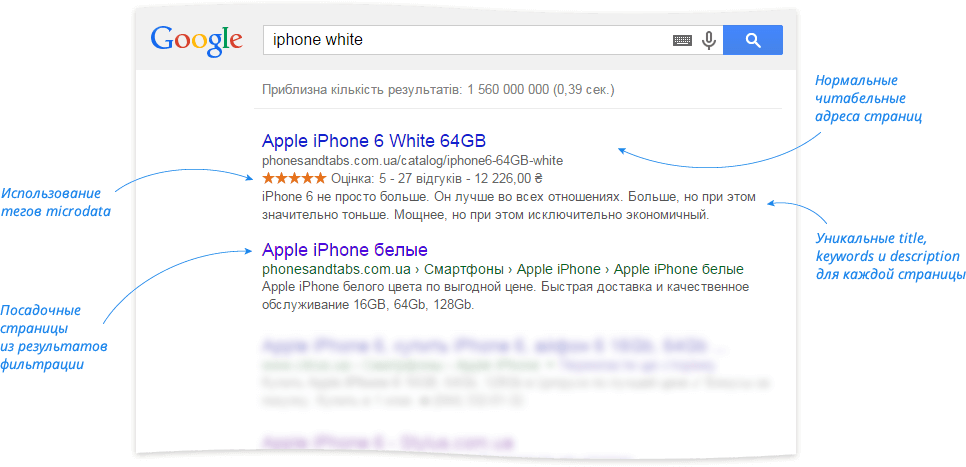 Google
iphone white
Приблизна кількість результатів: 1 560 000 000 (0,39 сек.)
Нормальные
читабельные
адреса страниц
Apple iPhone 6 White 64GB
phonesandtabs.com.ua/catalog/iphone6-64GB-white
Использование
тегов microdata
★★★★★ Оцінка: 5 - 27 відгуків - 12 226,00 ₴
iPhone 6 не просто больше. Он лучше во всех отношениях. Больше, но при этом
значительно тоньше. Мощнее, но при этом исключительно экономичный.
Уникальные title,
keywords и description
для каждой страницы
Apple iPhone белые
phonesandtabs.com.ua › Смартфоны › Apple iPhone › Apple iPhone белые
Apple iPhone белого цвета по выгодной цене. Быстрая доставка и качественное
обслуживание 16GB, 64Gb, 128Gb.
Посадочные
страницы
из результатов
фильтрации